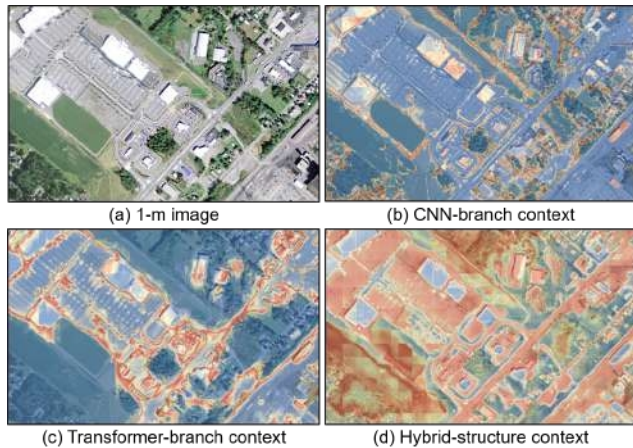 (a) 1-m image
(b) CNN-branch context
(c) Transformer-branch context
(d) Hybrid-structure context